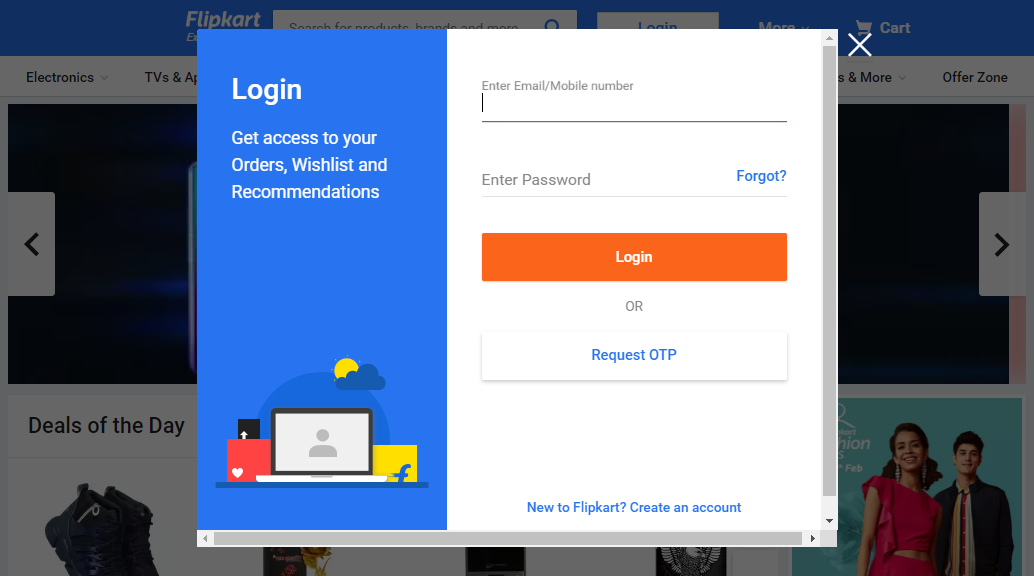 Flipkart
Search for products, brands and more
Login
More
Cart
Electronics
TVs & Ap
s & More
Offer Zone
Login
Get access to your
Orders, Wishlist and
Recommendations
Enter Email/Mobile number
Enter Password
Forgot?
Login
OR
Request OTP
New to Flipkart? Create an account
Deals of the Day
Feb